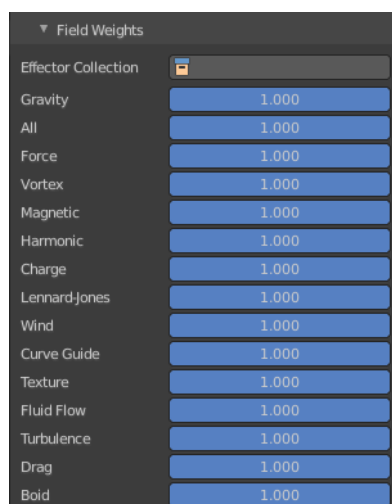 Field Weights
Effector Collection
Gravity 1.000
All 1.000
Force 1.000
Vortex 1.000
Magnetic 1.000
Harmonic 1.000
Charge 1.000
Lennard-Jones 1.000
Wind 1.000
Curve Guide 1.000
Texture 1.000
Fluid Flow 1.000
Turbulence 1.000
Drag 1.000
Boid 1.000